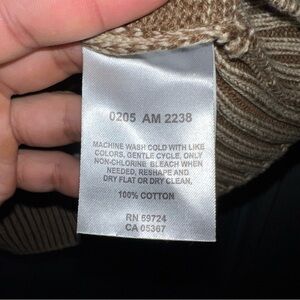 0205 AM 2238
MACHINE WASH COLD WITH LIKE
COLORS, GENTLE CYCLE, ONLY
NON-CHLORINE BLEACH WHEN
NEEDED, RESHAPE AND
DRY FLAT OR DRY CLEAN,
100% COTTON
RN 59724
CA 05367